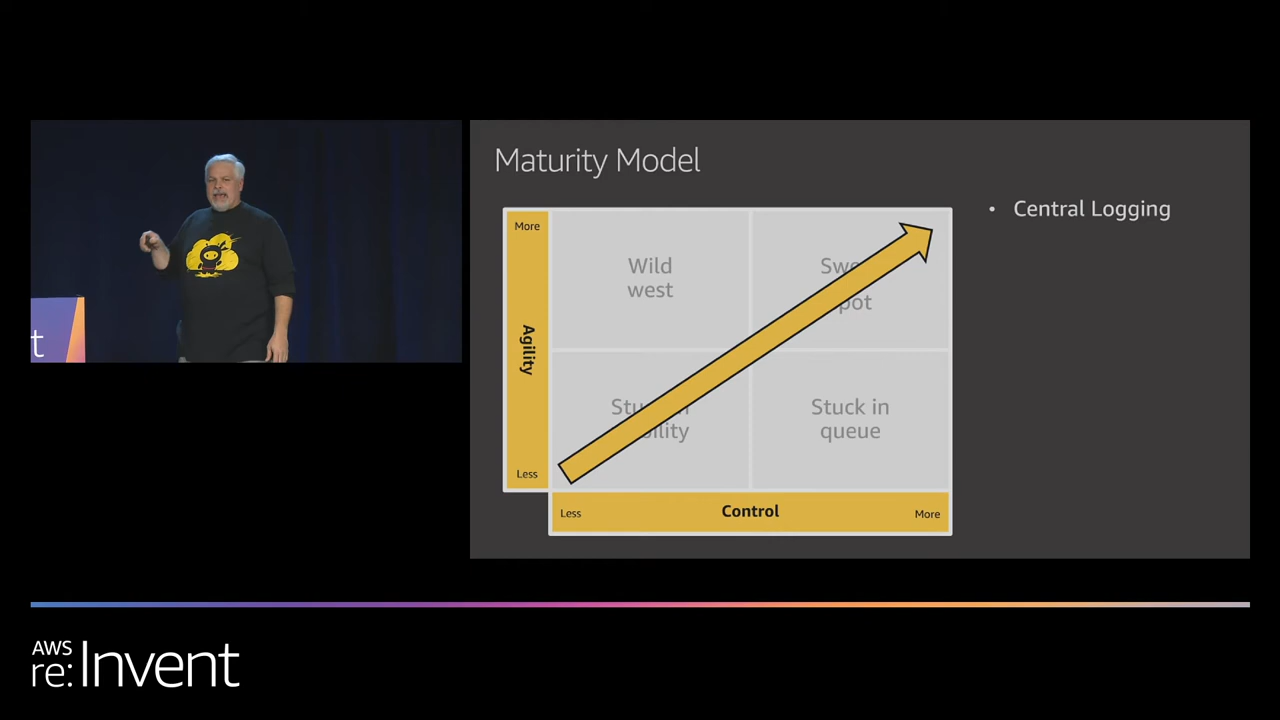 t
Maturity Model
• Central Logging
More
Agility
Less
Wild
west
Stuck in
queue
Less
Control
More
AWS
re:Invent